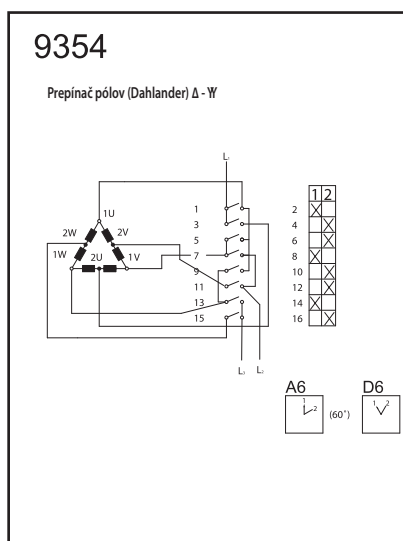 9354
Prepínač pólov (Dahlander) Δ - YY
L₂
1U
2W 2V
1W 2U 1V
1 2
1 2
3 4
5 6
7 8
9 10
11 12
13 14
15 16
L₁ L₃
A6 D6
1 2 (60°) 1 2